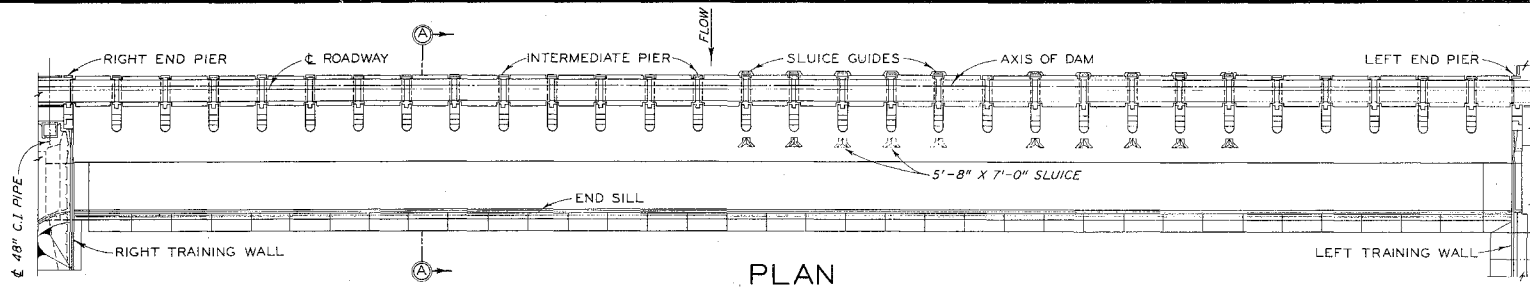 FLOW
A
RIGHT END PIER
℄ ROADWAY
INTERMEDIATE PIER
SLUICE GUIDES
AXIS OF DAM
LEFT END PIER
5'-8" X 7'-0" SLUICE
℄ 48" C.I. PIPE
END SILL
RIGHT TRAINING WALL
LEFT TRAINING WALL
A
PLAN